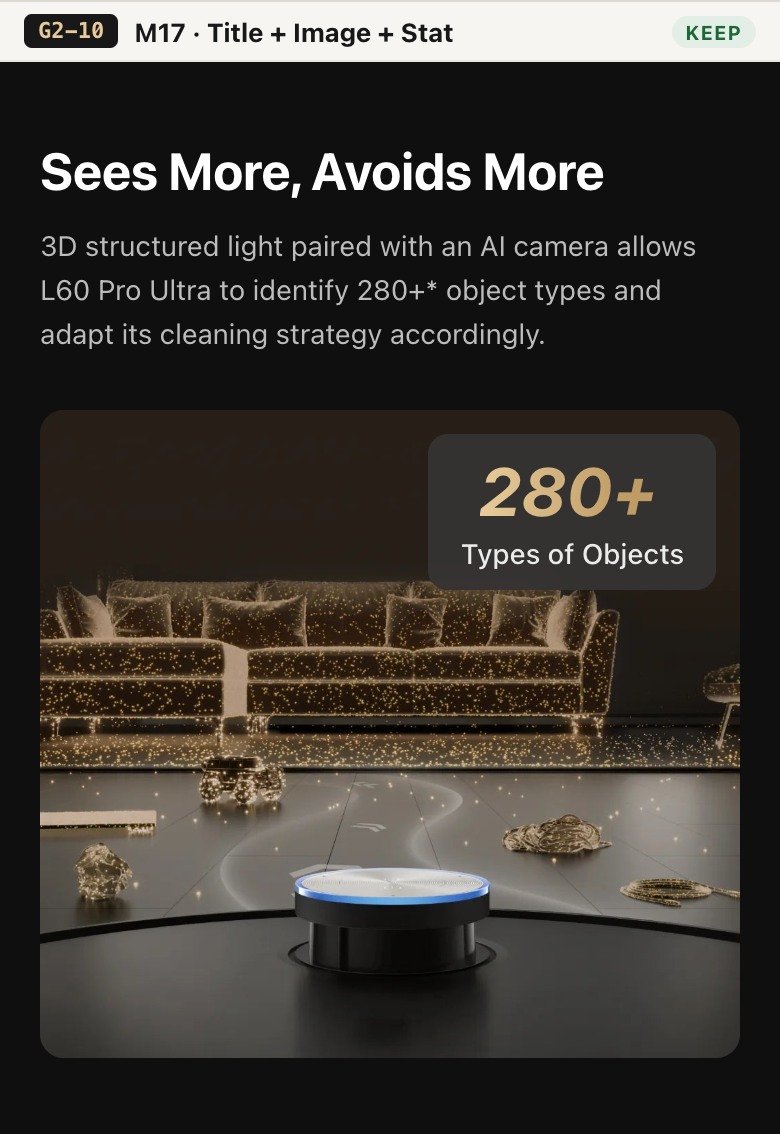 G2–10 M17 · Title + Image + Stat KEEP
Sees More, Avoids More
3D structured light paired with an AI camera allows
L60 Pro Ultra to identify 280+* object types and
adapt its cleaning strategy accordingly.
280+
Types of Objects